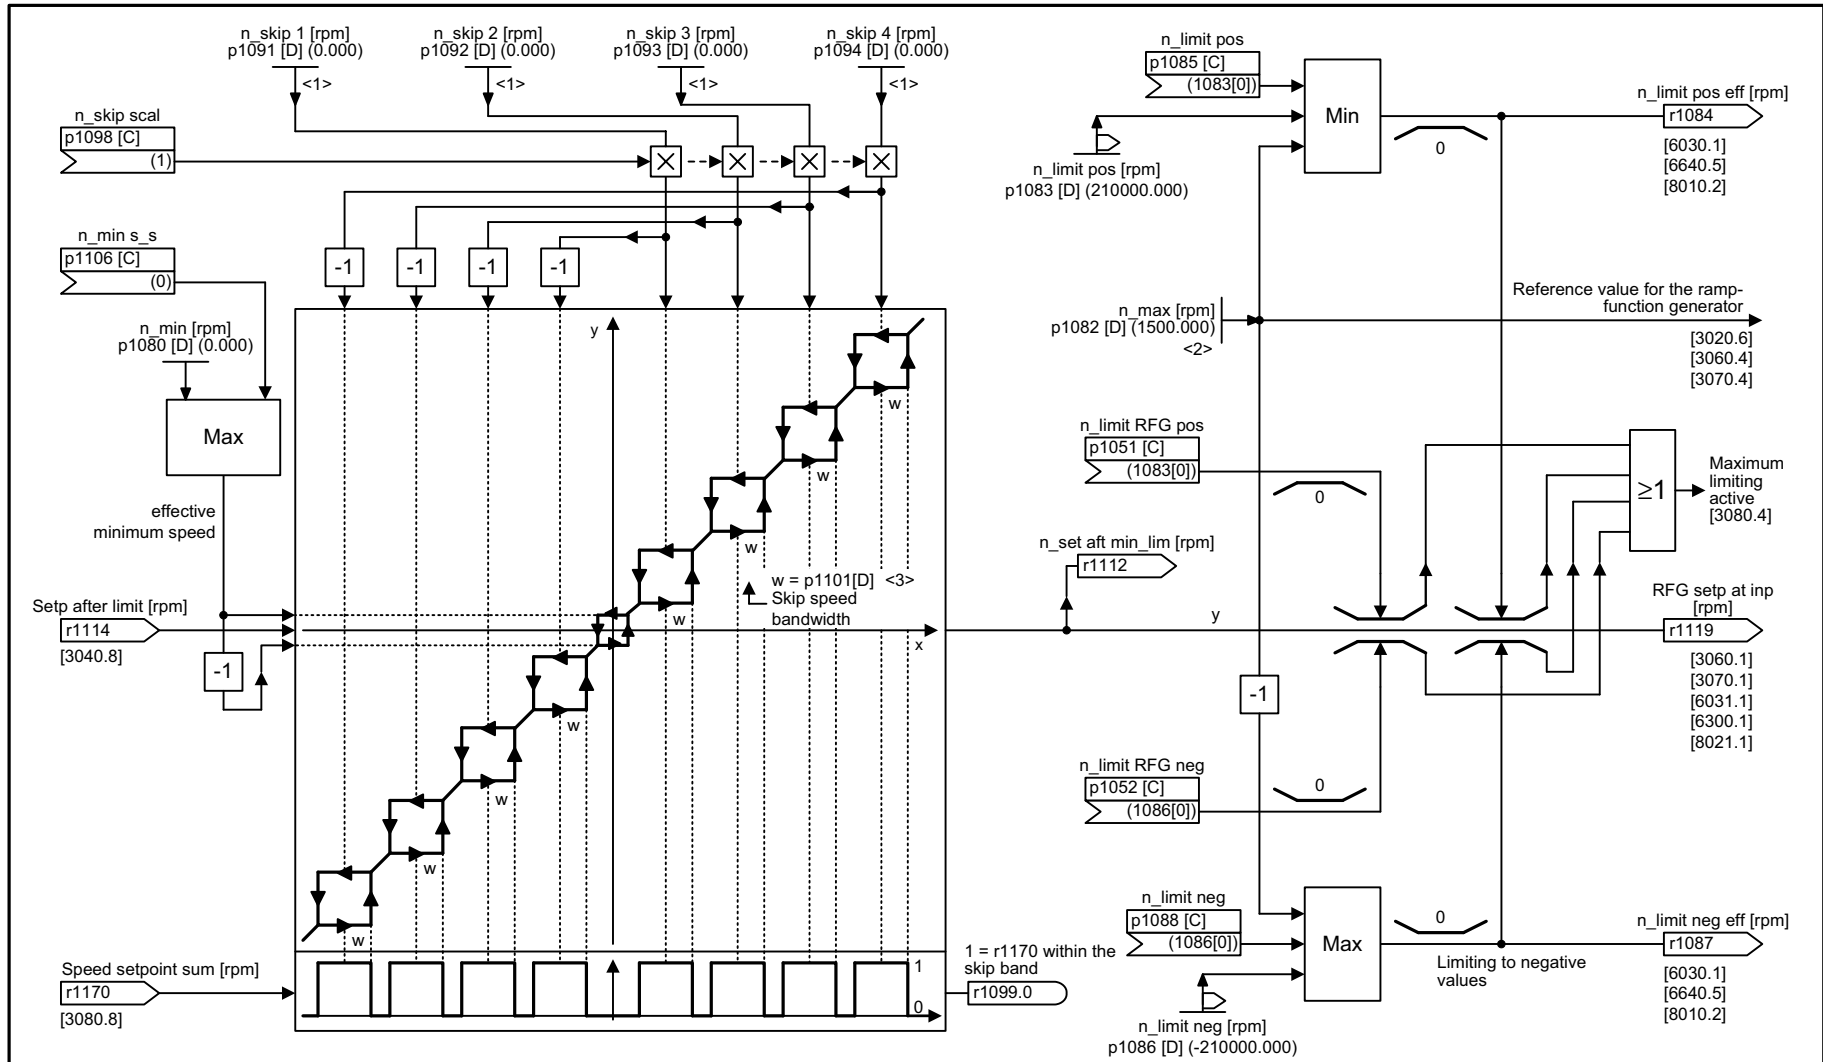 n_skip 1 [rpm]
p1091 [D] (0.000)
<1>
n_skip 2 [rpm]
p1092 [D] (0.000)
<1>
n_skip 3 [rpm]
p1093 [D] (0.000)
<1>
n_skip 4 [rpm]
p1094 [D] (0.000)
<1>
n_skip scal
p1098 [C]
(1)
n_min s_s
p1106 [C]
(0)
-1
-1
-1
-1
n_min [rpm]
p1080 [D] (0.000)
Max
effective
minimum speed
Setp after limit [rpm]
r1114
[3040.8]
-1
y
x
w
w
w
w
w = p1101[D] <3>
Skip speed
bandwidth
w
w
w
w
Speed setpoint sum [rpm]
r1170
[3080.8]
1
0
1 = r1170 within the
skip band
r1099.0
n_limit pos
p1085 [C]
(1083[0])
n_limit pos [rpm]
p1083 [D] (210000.000)
Min
0
n_limit pos eff [rpm]
r1084
[6030.1]
[6640.5]
[8010.2]
n_max [rpm]
p1082 [D] (1500.000)
<2>
Reference value for the ramp-
function generator
[3020.6]
[3060.4]
[3070.4]
n_limit RFG pos
p1051 [C]
(1083[0])
0
≥1
Maximum
limiting
active
[3080.4]
n_set aft min_lim [rpm]
r1112
y
RFG setp at inp
[rpm]
r1119
[3060.1]
[3070.1]
[6031.1]
[6300.1]
[8021.1]
-1
n_limit RFG neg
p1052 [C]
(1086[0])
0
n_limit neg
p1088 [C]
(1086[0])
n_limit neg [rpm]
p1086 [D] (-210000.000)
Max
0
Limiting to negative
values
n_limit neg eff [rpm]
r1087
[6030.1]
[6640.5]
[8010.2]